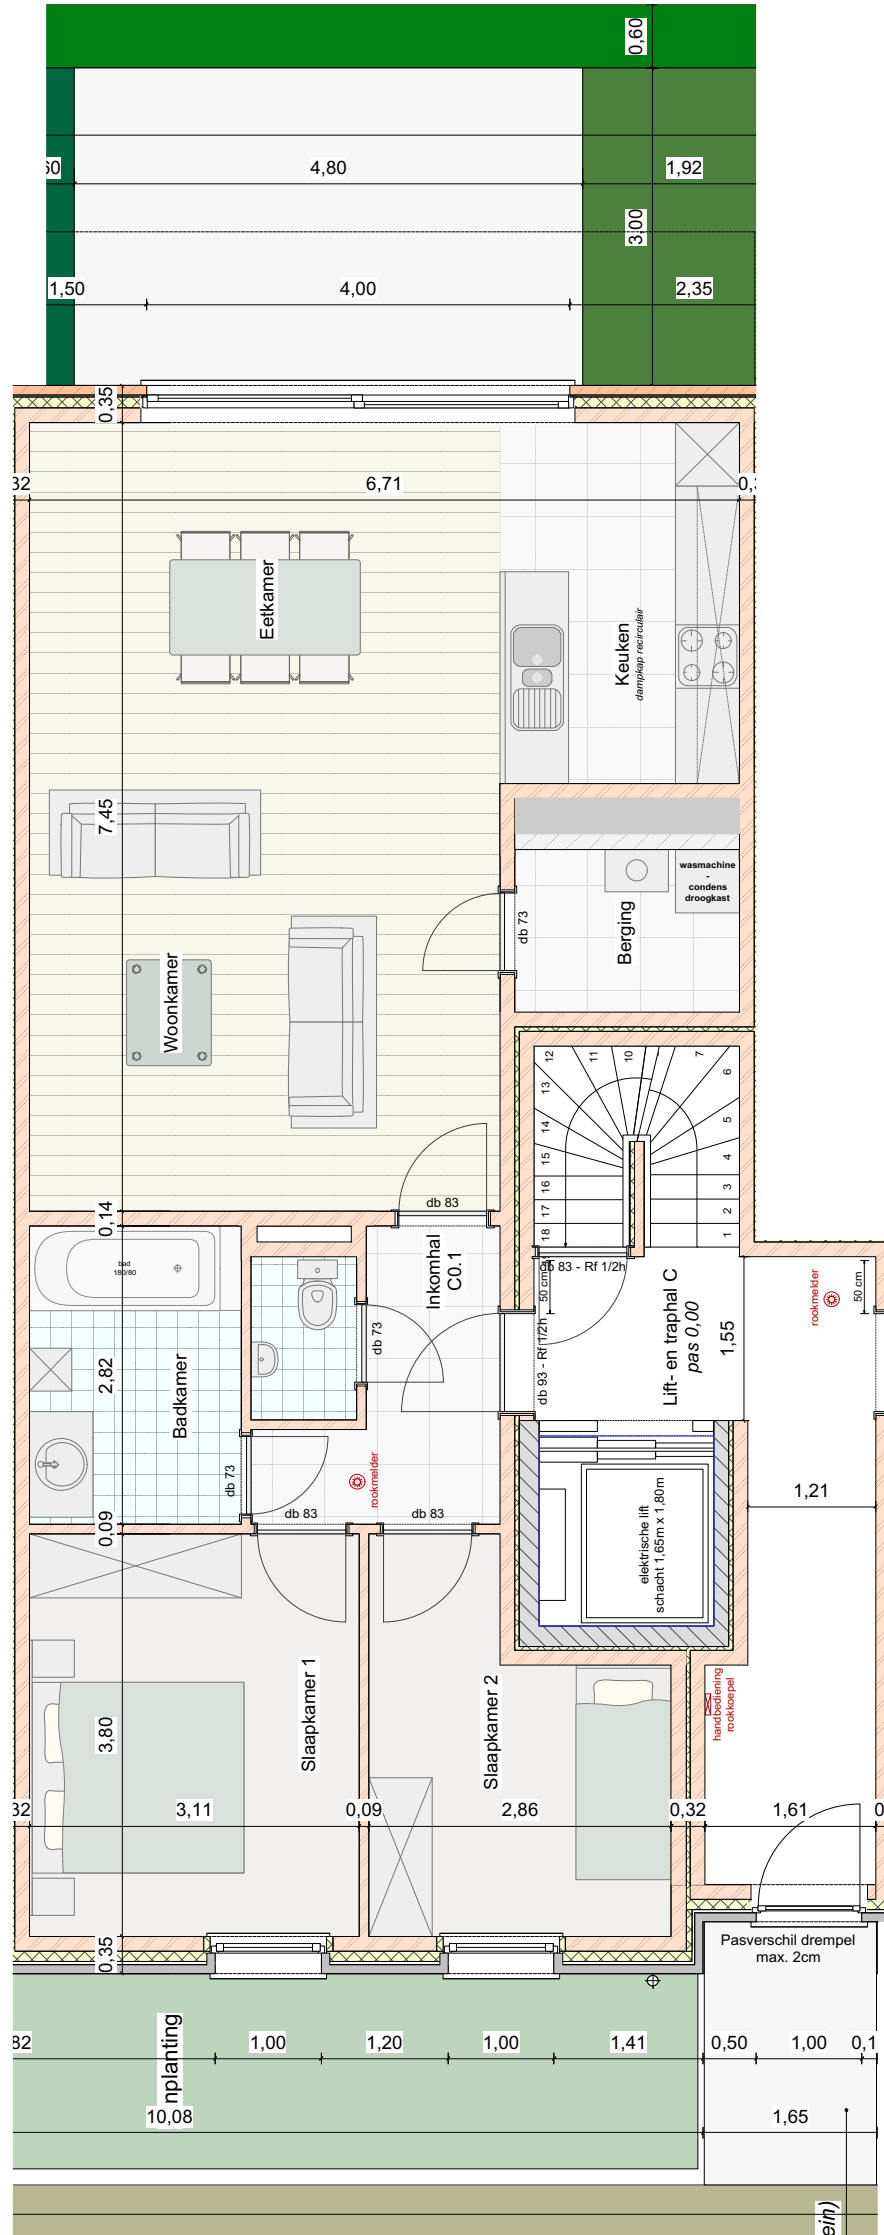 0,60
4,80
1,92
3,00
1,50
4,00
2,35
0,35
6,71
Eetkamer
Keuken
dampkap recirculair
7,45
wasmachine
-
condens
droogkast
Berging
db 73
Woonkamer
12
11
10
7
6
13
14
5
15
4
16
3
17
2
18
1
db 83
0,14
bad
180/80
Inkomhal
C0.1
db 83 - Rf 1/2h
50 cm
50 cm
rookmelder
db 73
db 93 - Rf 1/2h
Lift- en traphal C
pas 0,00
1,55
2,82
Badkamer
db 73
rookmelder
1,21
elektrische lift
schacht 1,65m x 1,80m
0,09
db 83
db 83
Slaapkamer 1
Slaapkamer 2
handbediening
rookkoepel
3,80
3,11
0,09
2,86
0,32
1,61
0,35
Pasverschil drempel
max. 2cm
nplanting
1,00
1,20
1,00
1,41
0,50
1,00
10,08
1,65